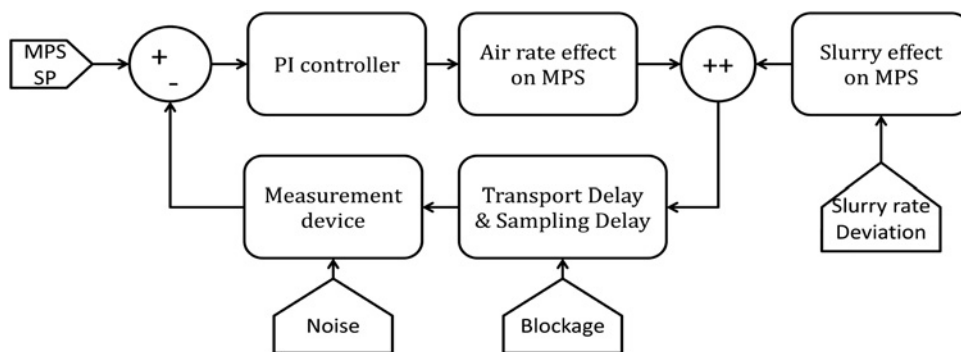 MPS
SP
+
-
PI controller
Air rate effect
on MPS
++
Slurry effect
on MPS
Measurement
device
Transport Delay
& Sampling Delay
Slurry rate
Deviation
Noise
Blockage